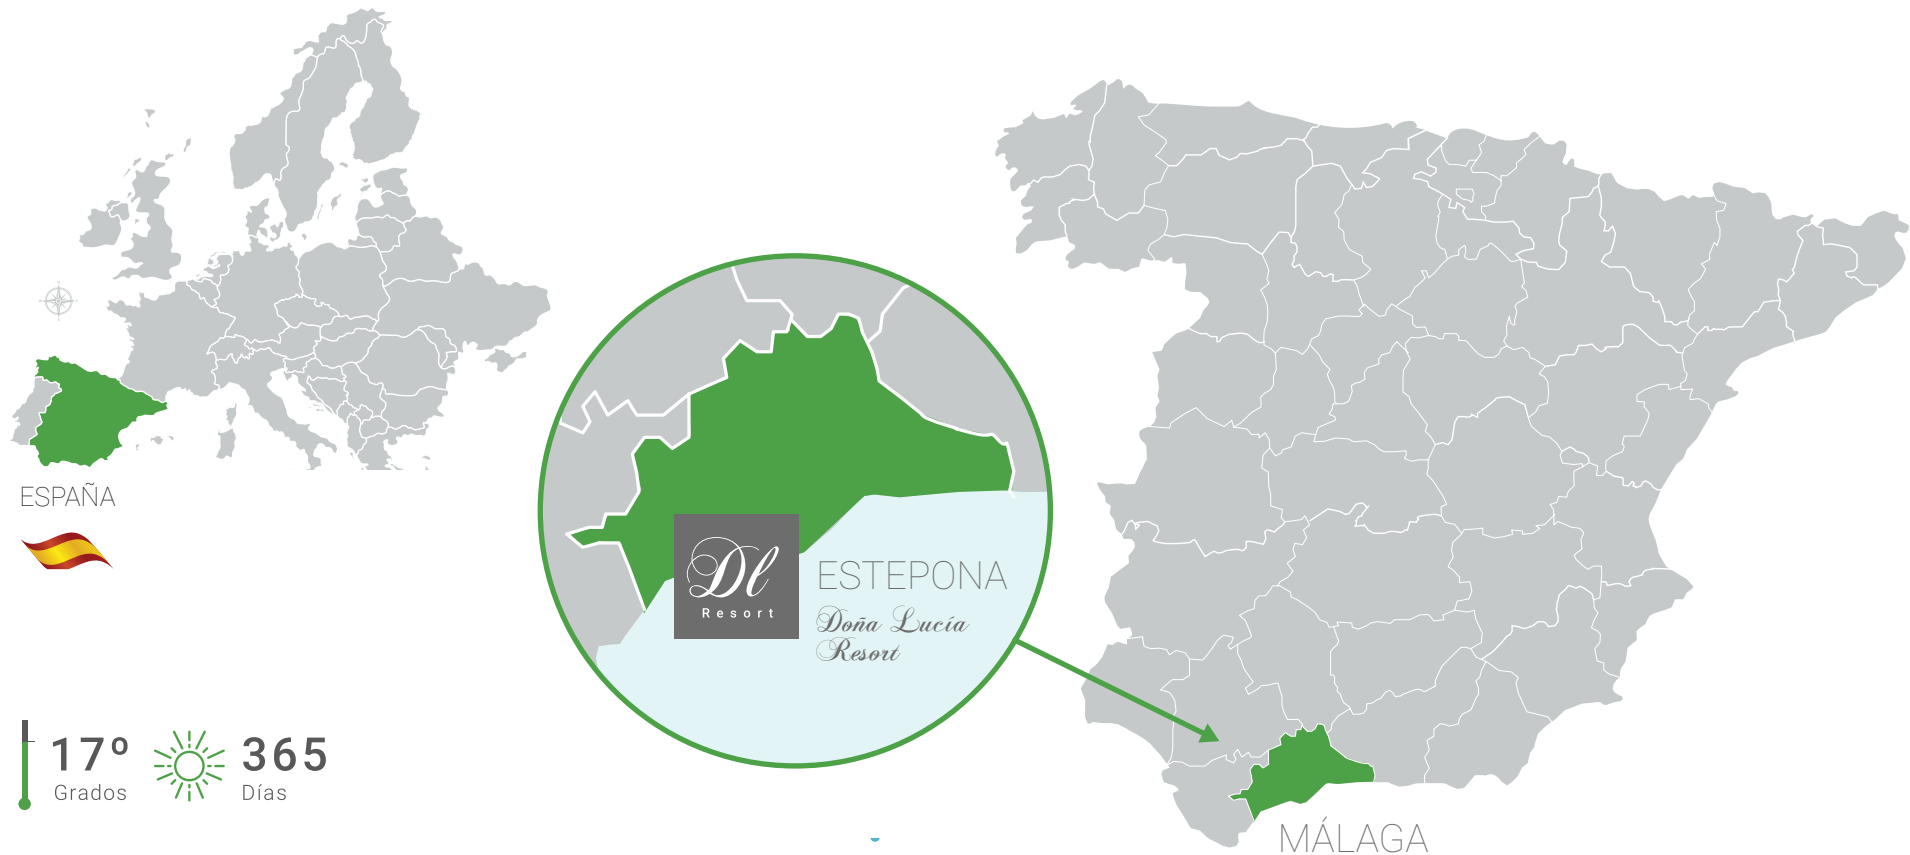 ESPAÑA
17º
Grados
365
Días
Dl
Resort
ESTEPONA
Doña Lucía
Resort
MÁLAGA